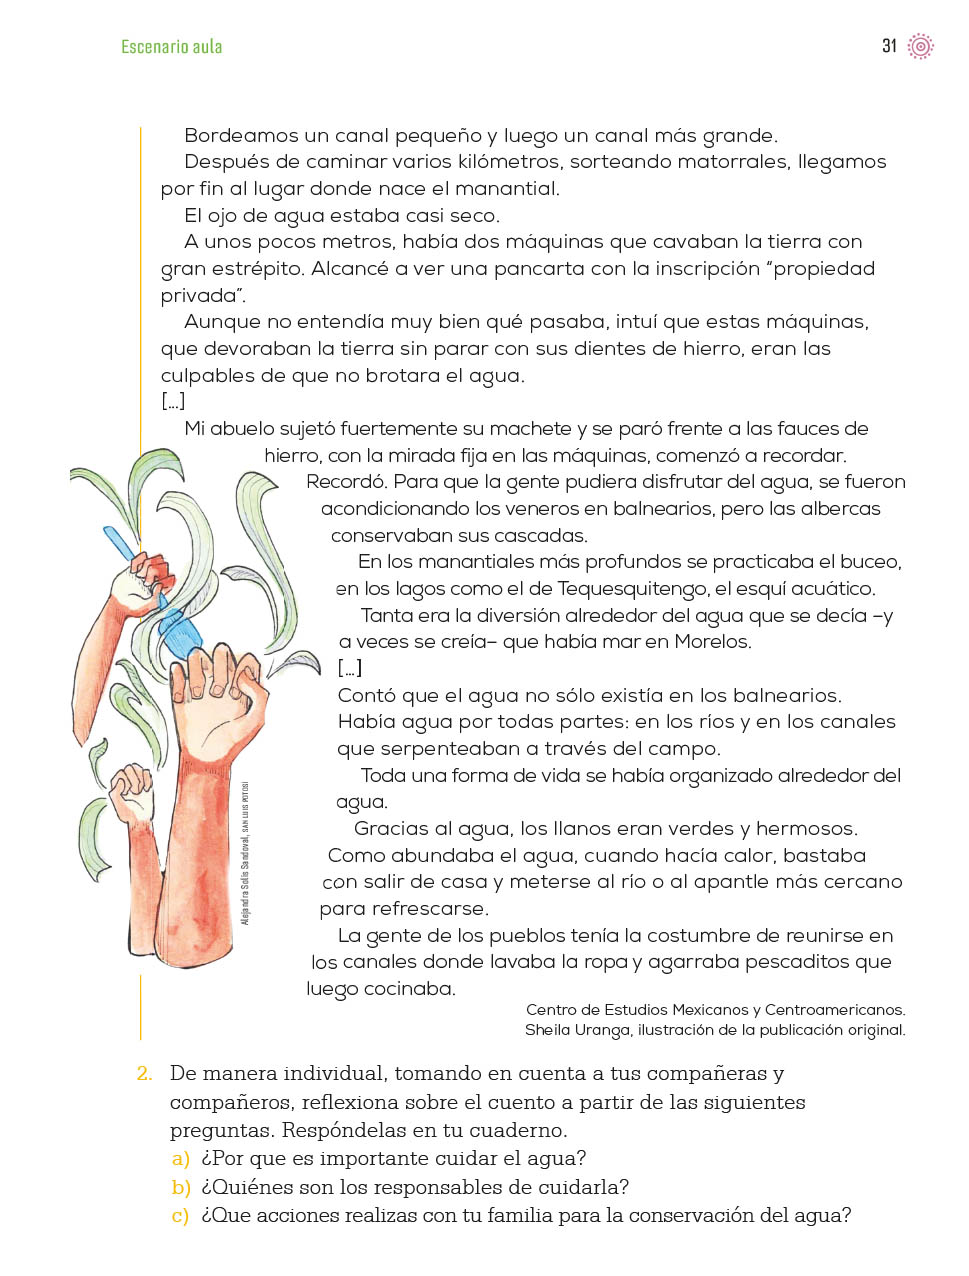 Escenario aula
31
Bordeamos un canal pequeño y luego un canal más grande.
Después de caminar varios kilómetros, sorteando matorrales, llegamos
por fin al lugar donde nace el manantial.
El ojo de agua estaba casi seco.
A unos pocos metros, había dos máquinas que cavaban la tierra con
gran estrépito. Alcancé a ver una pancarta con la inscripción “propiedad
privada”.
Aunque no entendía muy bien qué pasaba, intuí que estas máquinas,
que devoraban la tierra sin parar con sus dientes de hierro, eran las
culpables de que no brotara el agua.
[…]
Mi abuelo sujetó fuertemente su machete y se paró frente a las fauces de
hierro, con la mirada fija en las máquinas, comenzó a recordar.
Recordó. Para que la gente pudiera disfrutar del agua, se fueron
acondicionando los veneros en balnearios, pero las albercas
conservaban sus cascadas.
En los manantiales más profundos se practicaba el buceo,
en los lagos como el de Tequesquitengo, el esquí acuático.
Tanta era la diversión alrededor del agua que se decía –y
a veces se creía– que había mar en Morelos.
[…]
Contó que el agua no sólo existía en los balnearios.
Había agua por todas partes: en los ríos y en los canales
que serpenteaban a través del campo.
Toda una forma de vida se había organizado alrededor del
agua.
Gracias al agua, los llanos eran verdes y hermosos.
Como abundaba el agua, cuando hacía calor, bastaba
con salir de casa y meterse al río o al apantle más cercano
para refrescarse.
La gente de los pueblos tenía la costumbre de reunirse en
los canales donde lavaba la ropa y agarraba pescaditos que
luego cocinaba.
Alejandra Solís Sandoval, SAN LUIS POTOSÍ
Centro de Estudios Mexicanos y Centroamericanos.
Sheila Uranga, ilustración de la publicación original.
2. De manera individual, tomando en cuenta a tus compañeras y
compañeros, reflexiona sobre el cuento a partir de las siguientes
preguntas. Respóndelas en tu cuaderno.
a) ¿Por que es importante cuidar el agua?
b) ¿Quiénes son los responsables de cuidarla?
c) ¿Que acciones realizas con tu familia para la conservación del agua?